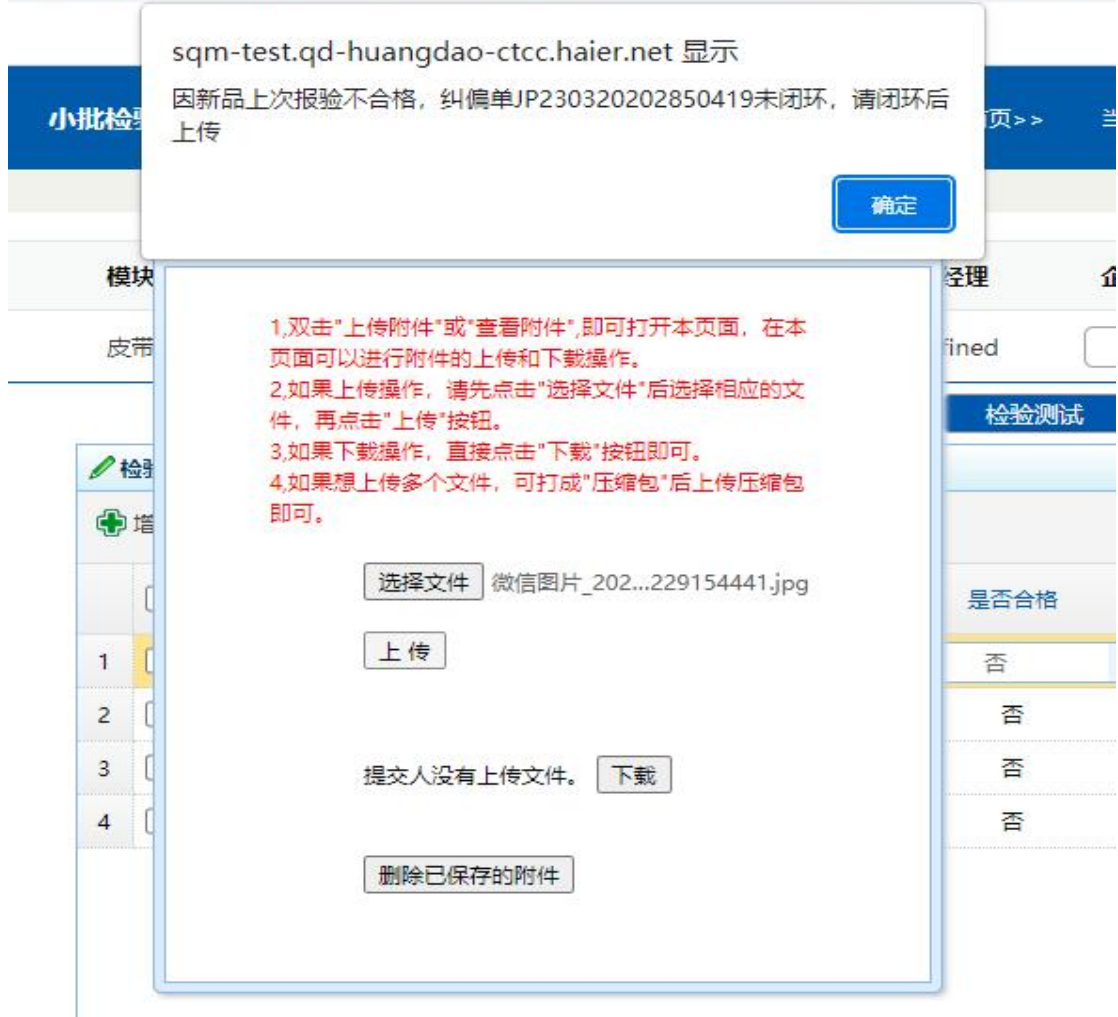 sqm-test.qd-huangdao-ctcc.haier.net 显示
因新品上次报验不合格，纠偏单JP230320202850419未闭环，请闭环后
上传
确定
小批检
页>>
模块
经理
皮带
fined
1,双击"上传附件"或"查看附件",即可打开本页面，在本
页面可以进行附件的上传和下载操作。
2,如果上传操作，请先点击"选择文件"后选择相应的文
件，再点击"上传"按钮。
3,如果下载操作，直接点击"下载"按钮即可。
4,如果想上传多个文件，可打成"压缩包"后上传压缩包
即可。
检验测试
检
增
选择文件 微信图片_202...229154441.jpg
是否合格
上 传
1 否
2 否
3 否
提交人没有上传文件。 下载
4 否
删除已保存的附件